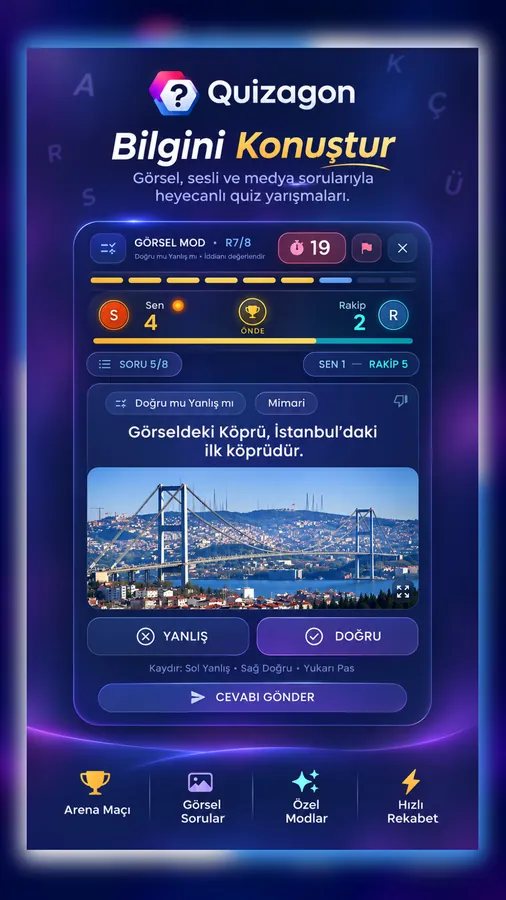 A
K
Ç
R
S
Ü
? Quizagon
Bilgini Konuştur
Görsel, sesli ve medya sorularıyla
heyecanlı quiz yarışmaları.
GÖRSEL MOD • R7/8
Doğru mu Yanlış mı • İddianı değerlendir
19
S
Sen
4
ÖNDE
Rakip
2
R
SORU 5/8
SEN 1 — RAKİP 5
Doğru mu Yanlış mı
Mimari
Görseldeki Köprü, İstanbul'daki
ilk köprüdür.
YANLIŞ
DOĞRU
Kaydır: Sol Yanlış • Sağ Doğru • Yukarı Pas
CEVABI GÖNDER
Arena Maçı
Görsel
Sorular
Özel
Modlar
Hızlı
Rekabet